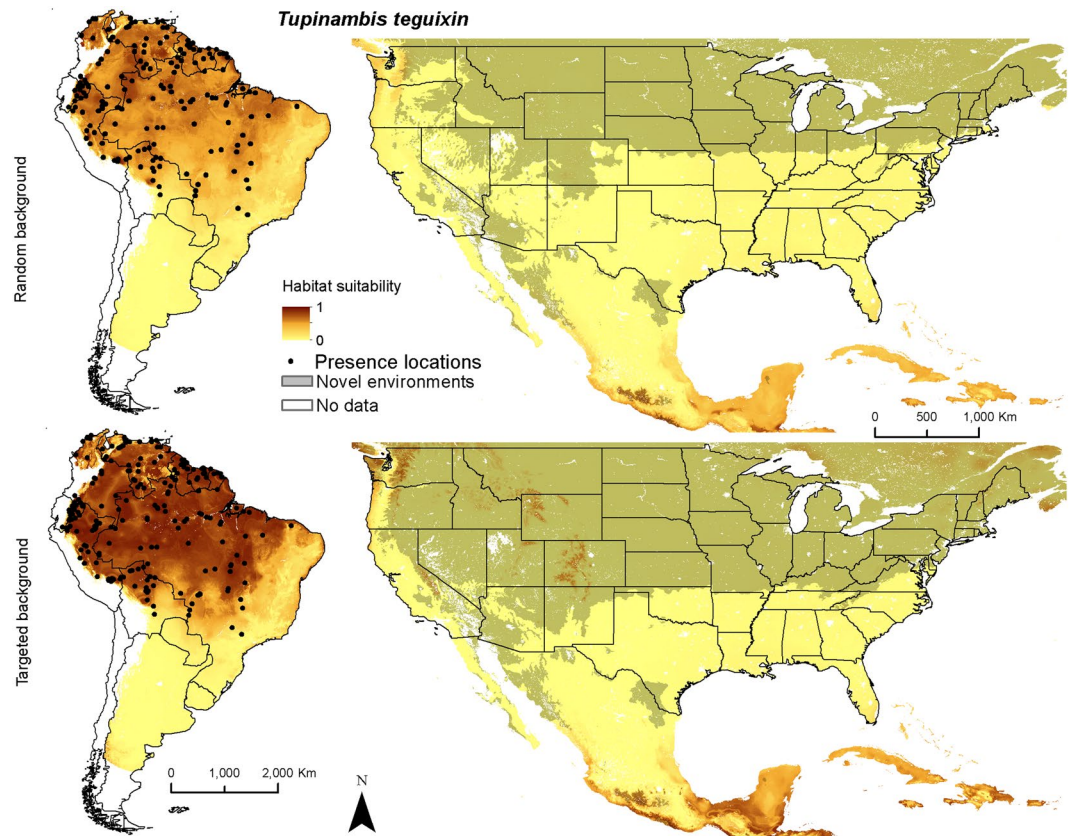 Tupinambis teguixin
Random background
Habitat suitability
1
0
Presence locations
Novel environments
No data
0 500 1,000 Km
Targeted background
0 1,000 2,000 Km
N